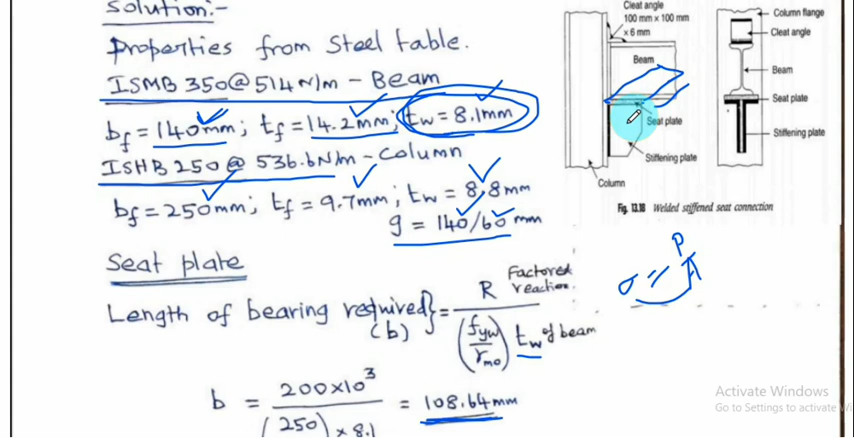 Solution:-
Properties from Steel table.
ISMB 350@514N/m - Beam
bf = 140mm; tf = 14.2mm; tw = 8.1mm
ISHB 250 @ 536.6N/m - Column
bf = 250mm; tf = 9.7mm; tw = 8.8mm
g = 140/60 mm
Seat plate
Length of bearing required (b) } = R / ((fyw/γmo) tw of beam)
Factored reaction.
b = 200×10³ / ((250) × 8.1 = 108.64mm
σ = P/A
Cleat angle
100 mm × 100 mm
× 6 mm
Beam
Seat plate
Stiffening plate
Column
Column flange
Cleat angle
Beam
Seat plate
Stiffening plate
Fig. 13.18 Welded stiffened seat connection
Activate Windows
Go to Settings to activate Wi